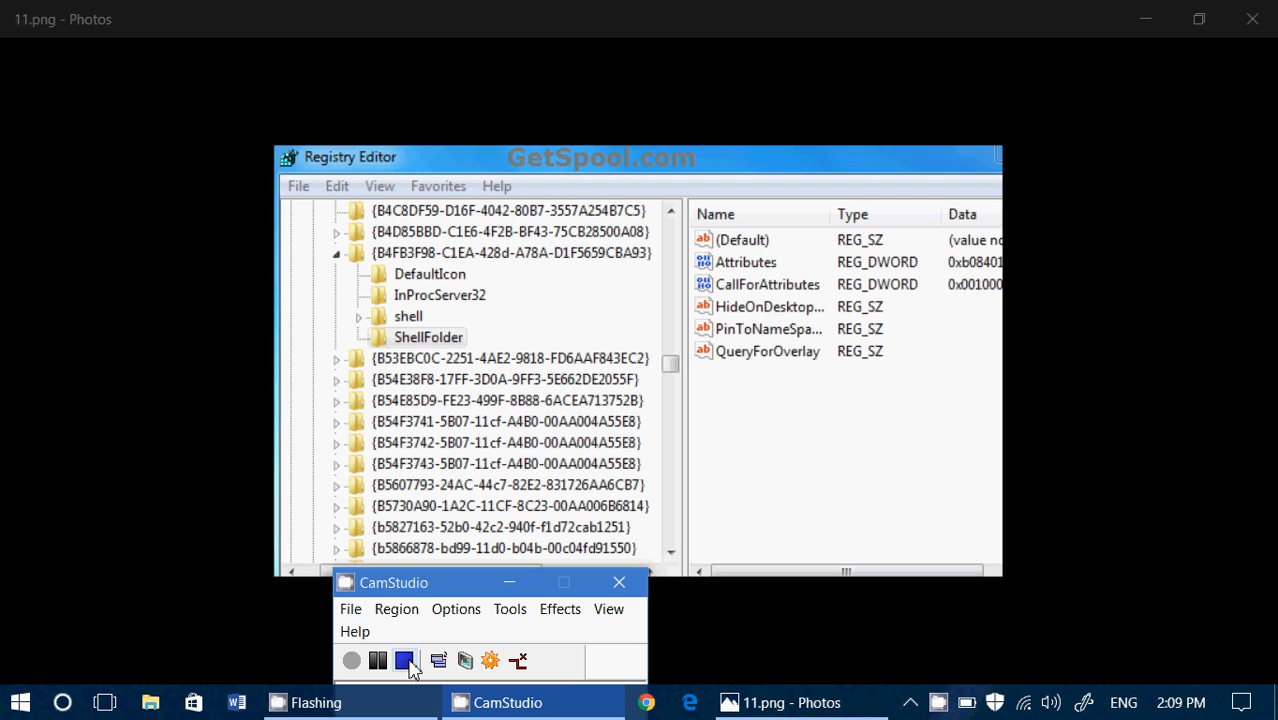 11.png - Photos
Registry Editor
GetSpool.com
File Edit View Favorites Help
{B4C8DF59-D16F-4042-80B7-3557A254B7C5}
{B4D85BBD-C1E6-4F2B-BF43-75CB28500A08}
{B4FB3F98-C1EA-428d-A78A-D1F5659CBA93}
DefaultIcon
InProcServer32
shell
ShellFolder
{B53EBC0C-2251-4AE2-9818-FD6AAF843EC2}
{B54E38F8-17FF-3D0A-9FF3-5E662DE2055F}
{B54E85D9-FE23-499F-8B88-6ACEA713752B}
{B54F3741-5B07-11cf-A4B0-00AA004A55E8}
{B54F3742-5B07-11cf-A4B0-00AA004A55E8}
{B54F3743-5B07-11cf-A4B0-00AA004A55E8}
{B5607793-24AC-44c7-82E2-831726AA6CB7}
{B5730A90-1A2C-11CF-8C23-00AA006B6814}
{b5827163-52b0-42c2-940f-f1d72cab1251}
{b5866878-bd99-11d0-b04b-00c04fd91550}
Name Type Data
(Default) REG_SZ (value no
Attributes REG_DWORD 0xb08401
CallForAttributes REG_DWORD 0x001000
HideOnDesktop... REG_SZ
PinToNameSpa... REG_SZ
QueryForOverlay REG_SZ
CamStudio
File Region Options Tools Effects View
Help
Flashing
CamStudio
11.png - Photos
ENG
2:09 PM